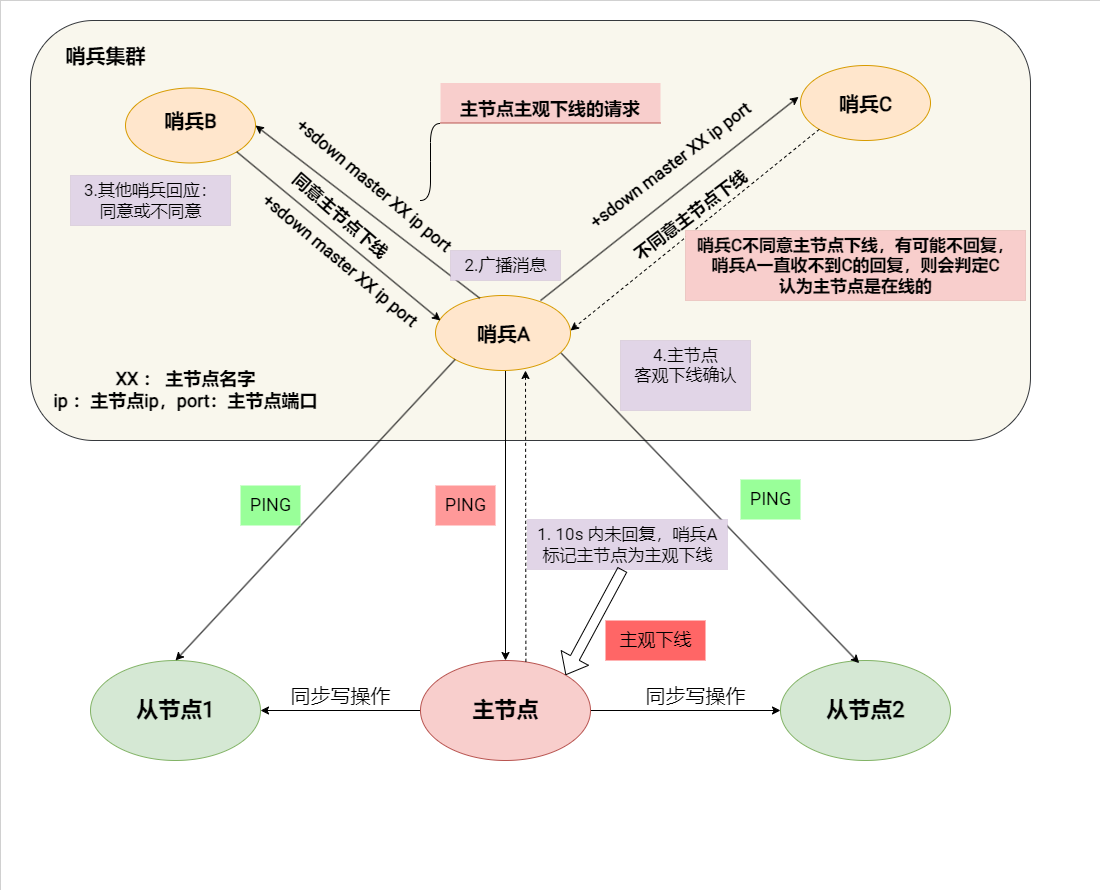 哨兵集群
哨兵B
哨兵C
主节点主观下线的请求
+sdown master XX ip port
+sdown master XX ip port
同意主节点下线
+sdown master XX ip port
不同意主节点下线
3.其他哨兵回应：
同意或不同意
2.广播消息
哨兵C不同意主节点下线，有可能不回复，
哨兵A一直收不到C的回复，则会判定C
认为主节点是在线的
哨兵A
4.主节点
客观下线确认
XX： 主节点名字
ip：主节点ip，port：主节点端口
PING
PING
PING
1. 10s 内未回复，哨兵A
标记主节点为主观下线
主观下线
从节点1
同步写操作
主节点
同步写操作
从节点2